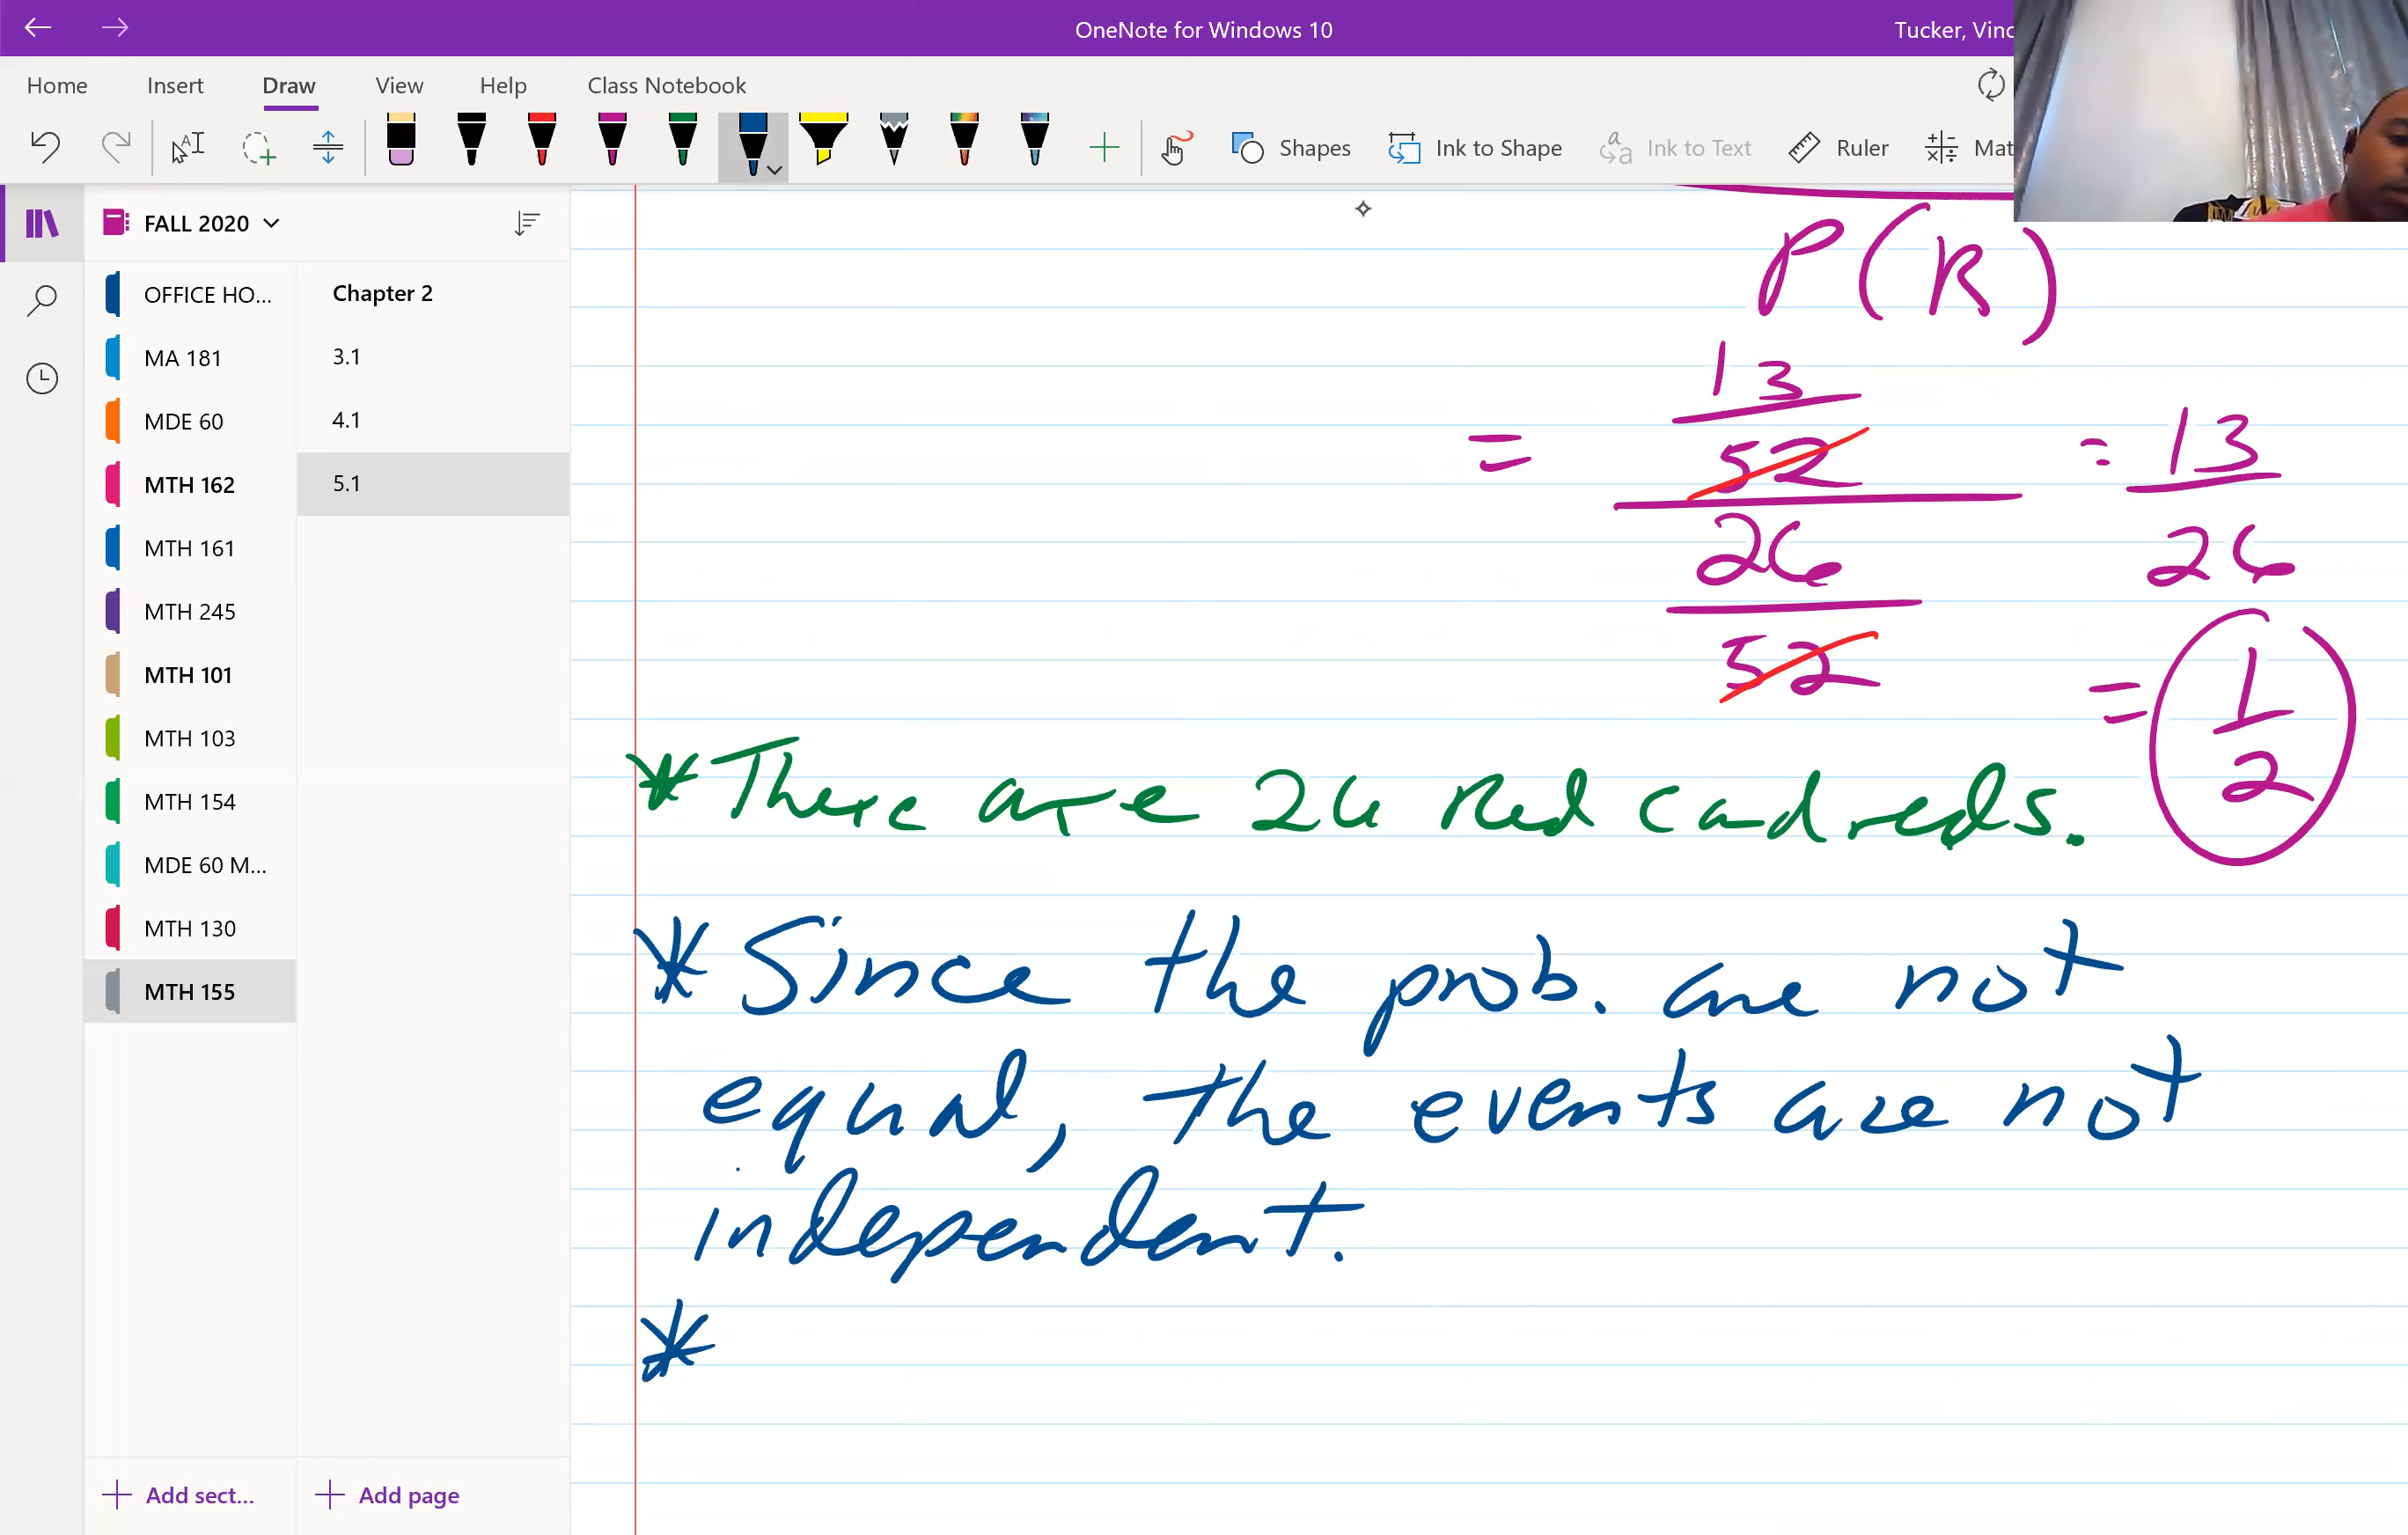 OneNote for Windows 10
Tucker, Vinc
Home Insert Draw View Help Class Notebook
Shapes Ink to Shape Ink to Text Ruler Mat
FALL 2020
OFFICE HO...
MA 181
MDE 60
MTH 162
MTH 161
MTH 245
MTH 101
MTH 103
MTH 154
MDE 60 M...
MTH 130
MTH 155
Chapter 2
3.1
4.1
5.1
Add sect...
Add page
P(R)
= 13/52 / 26/52 = 13/26
= 1/2
* There are 26 Red cadreds.
* Since the prob. are not
equal, the events are not
independent.
*